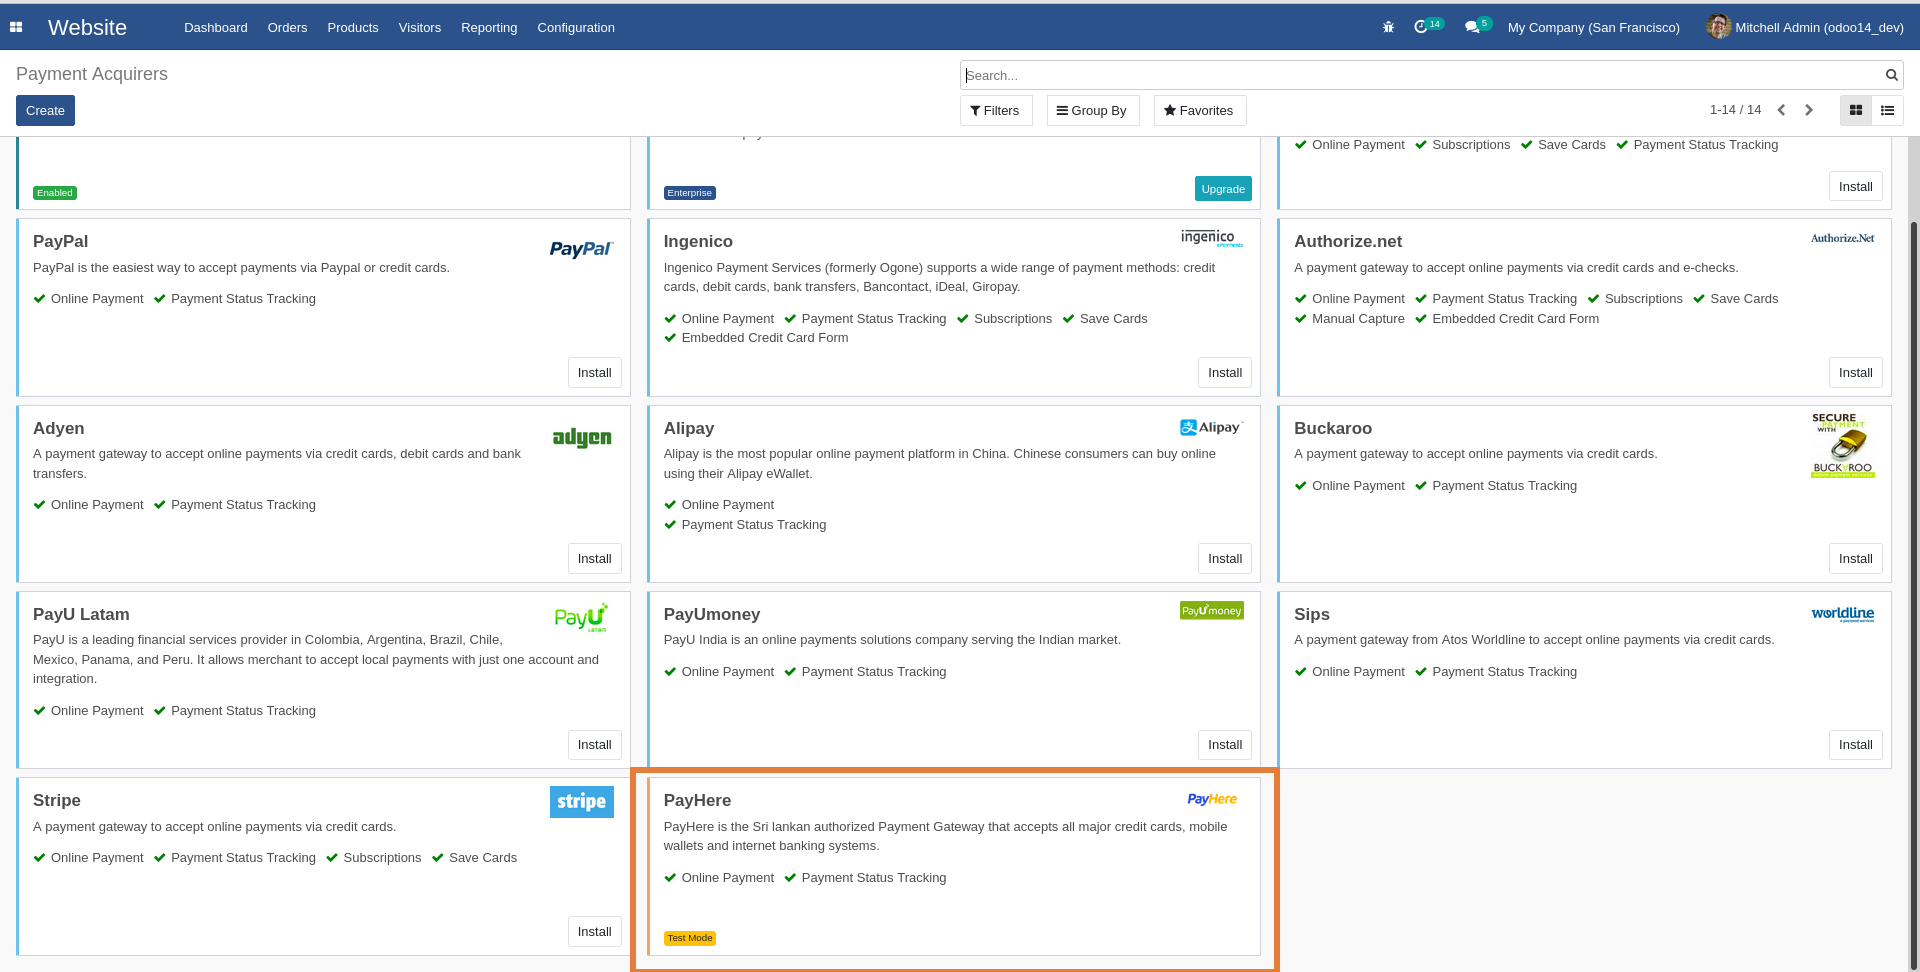 Website
Dashboard Orders Products Visitors Reporting Configuration
14
5
My Company (San Francisco)
Mitchell Admin (odoo14_dev)
Payment Acquirers
Search...
Create
Filters
Group By
Favorites
1-14 / 14
Enabled
Enterprise
Upgrade
Online Payment Subscriptions Save Cards Payment Status Tracking
Install
PayPal
PayPal
PayPal is the easiest way to accept payments via Paypal or credit cards.
Online Payment Payment Status Tracking
Install
Ingenico
ingenico
ePayments
Ingenico Payment Services (formerly Ogone) supports a wide range of payment methods: credit
cards, debit cards, bank transfers, Bancontact, iDeal, Giropay.
Online Payment Payment Status Tracking Subscriptions Save Cards
Embedded Credit Card Form
Install
Authorize.net
Authorize.Net
A payment gateway to accept online payments via credit cards and e-checks.
Online Payment Payment Status Tracking Subscriptions Save Cards
Manual Capture Embedded Credit Card Form
Install
Adyen
adyen
A payment gateway to accept online payments via credit cards, debit cards and bank
transfers.
Online Payment Payment Status Tracking
Install
Alipay
Alipay
Alipay is the most popular online payment platform in China. Chinese consumers can buy online
using their Alipay eWallet.
Online Payment
Payment Status Tracking
Install
Buckaroo
SECURE
PAYMENT
WITH
BUCKAROO
A payment gateway to accept online payments via credit cards.
Online Payment Payment Status Tracking
Install
PayU Latam
PayU
LATAM
PayU is a leading financial services provider in Colombia, Argentina, Brazil, Chile,
Mexico, Panama, and Peru. It allows merchant to accept local payments with just one account and
integration.
Online Payment Payment Status Tracking
Install
PayUmoney
PayUmoney
PayU India is an online payments solutions company serving the Indian market.
Online Payment Payment Status Tracking
Install
Sips
worldline
A payment gateway from Atos Worldline to accept online payments via credit cards.
Online Payment Payment Status Tracking
Install
Stripe
stripe
A payment gateway to accept online payments via credit cards.
Online Payment Payment Status Tracking Subscriptions Save Cards
Install
PayHere
PayHere
PayHere is the Sri lankan authorized Payment Gateway that accepts all major credit cards, mobile
wallets and internet banking systems.
Online Payment Payment Status Tracking
Test Mode